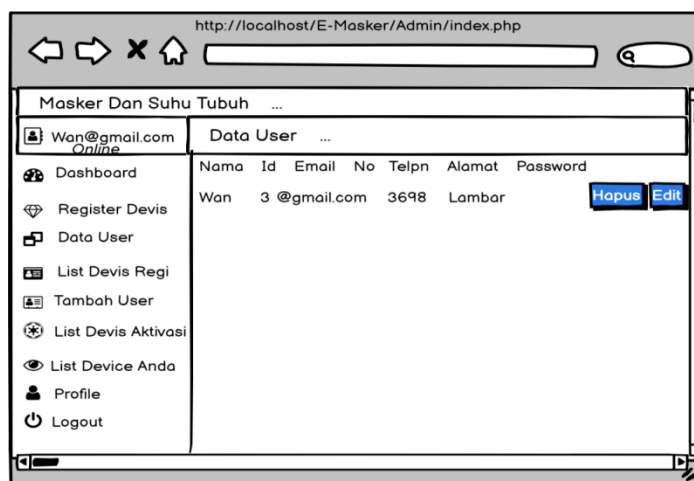 http://localhost/E-Masker/Admin/index.php
Masker Dan Suhu Tubuh ...
Wan@gmail.com
Online
Data User ...
Dashboard
Register Devis
Data User
List Devis Regi
Tambah User
List Devis Aktivasi
List Device Anda
Profile
Logout
Nama Id Email No Telpn Alamat Password
Wan 3 @gmail.com 3698 Lambar Hapus Edit